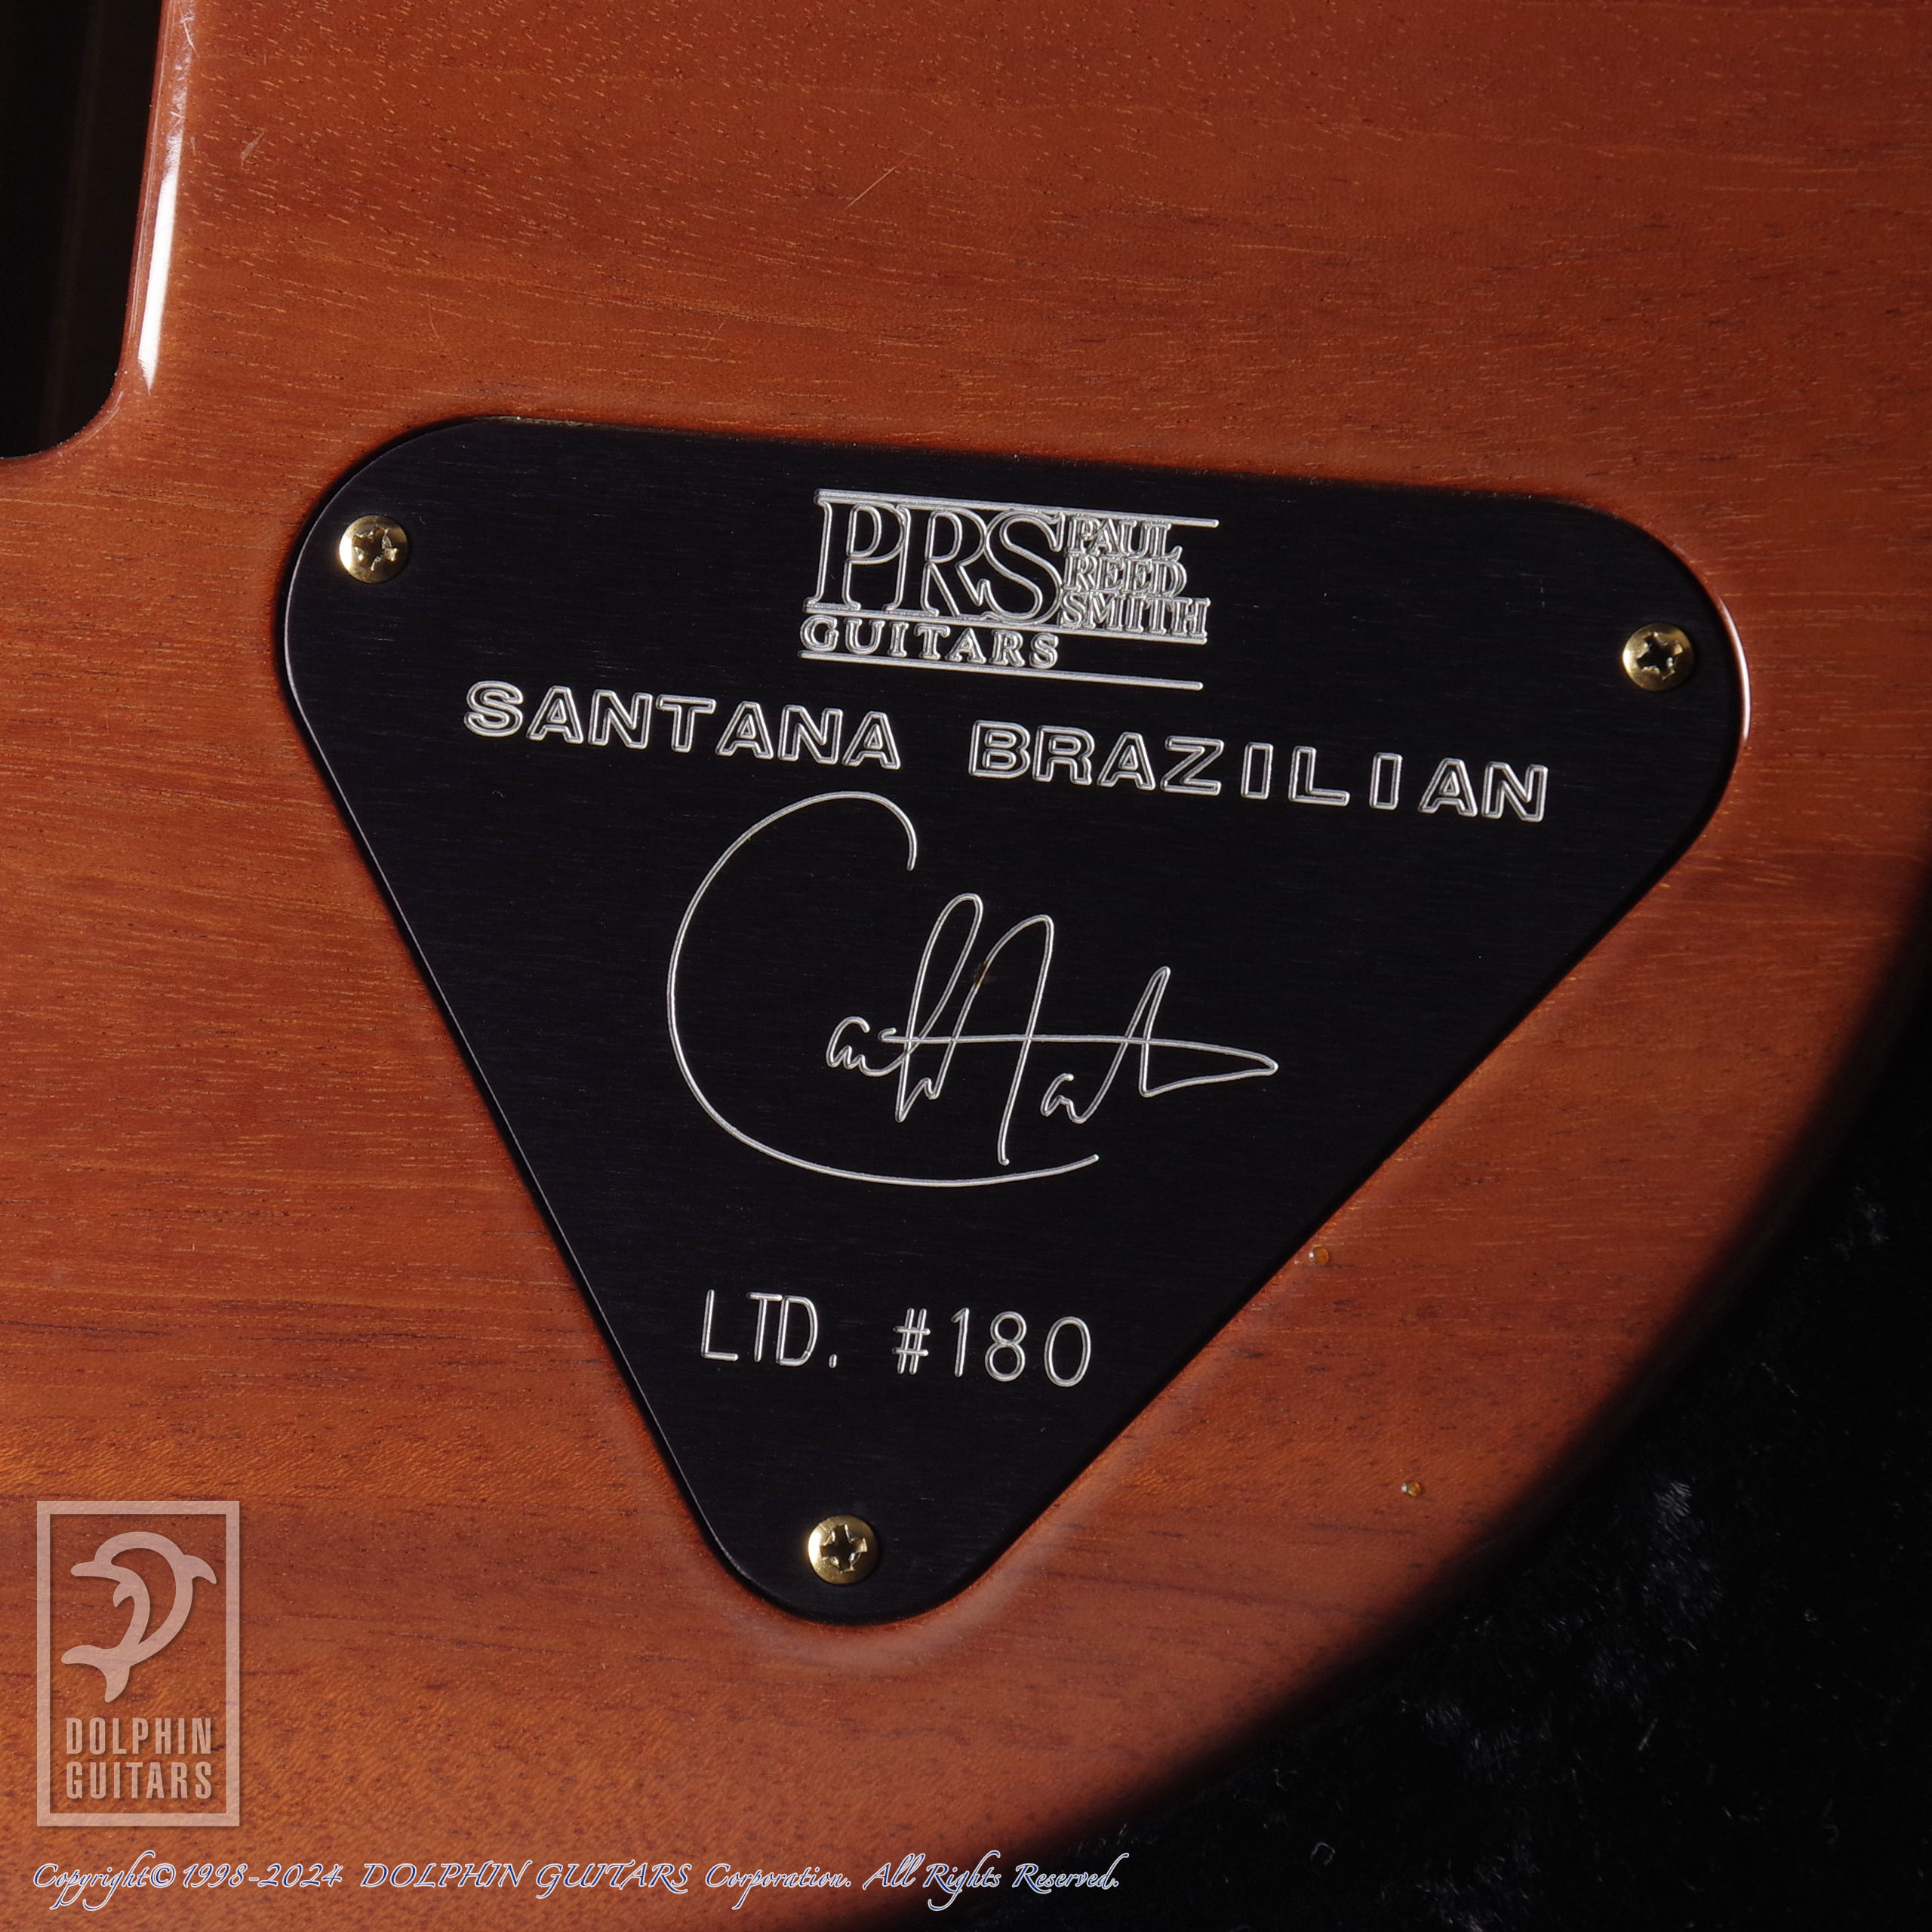 PRS PAUL
REED
SMITH
GUITARS
SANTANA BRAZILIAN
LTD. #180
DOLPHIN
GUITARS
Copyright© 1998-2024 DOLPHIN GUITARS Corporation. All Rights Reserved.